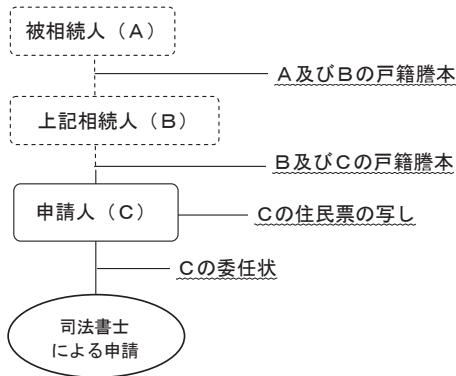 被相続人（A）
A及びBの戸籍謄本
上記相続人（B）
B及びCの戸籍謄本
申請人（C）
Cの住民票の写し
Cの委任状
司法書士
による申請